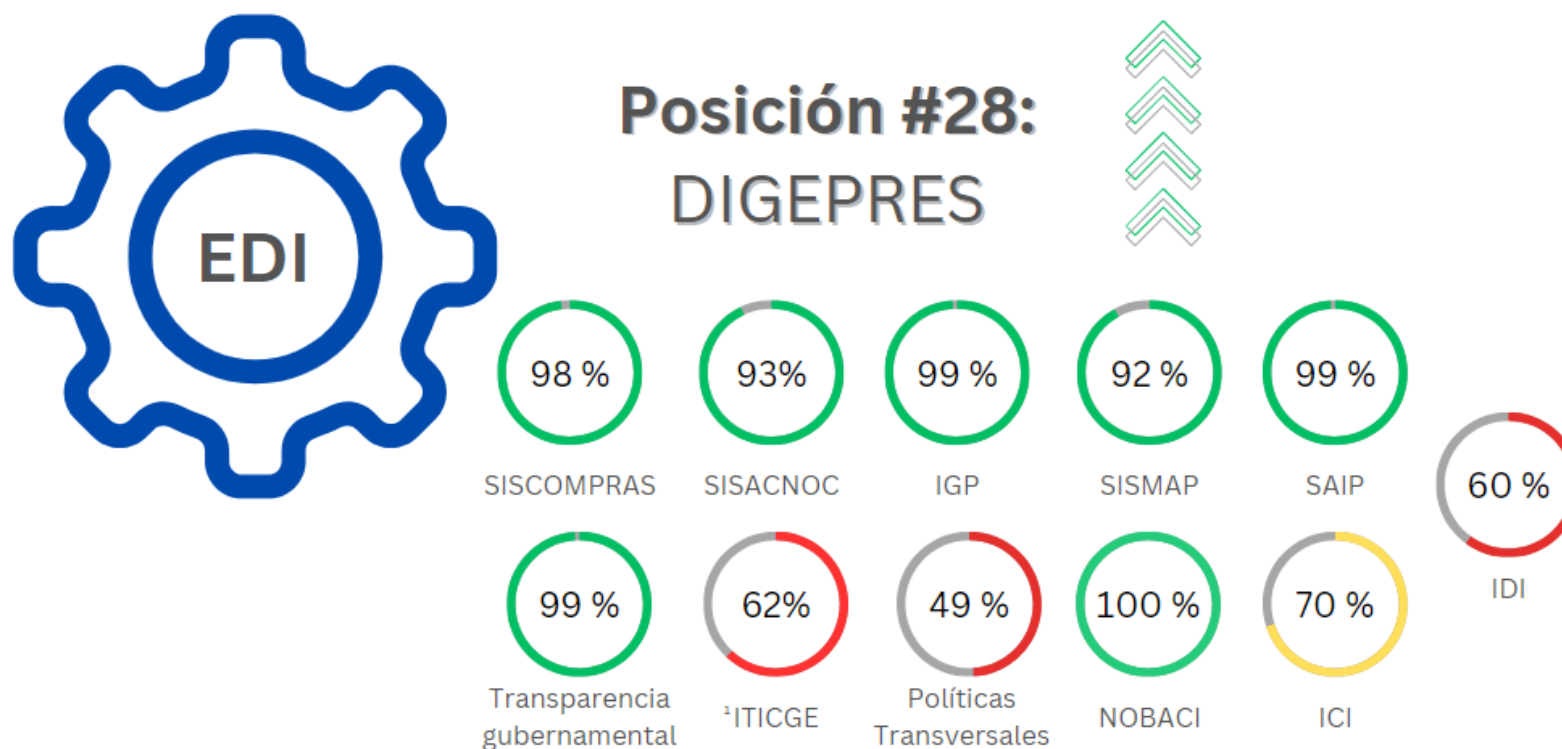 EDI
Posición #28:
DIGEPRES
98 %
93%
99 %
92 %
99 %
SISCOMPRAS
SISACNOC
IGP
SISMAP
SAIP
60 %
IDI
99 %
62%
49 %
100 %
70 %
Transparencia
gubernamental
¹ITICGE
Políticas
Transversales
NOBACI
ICI